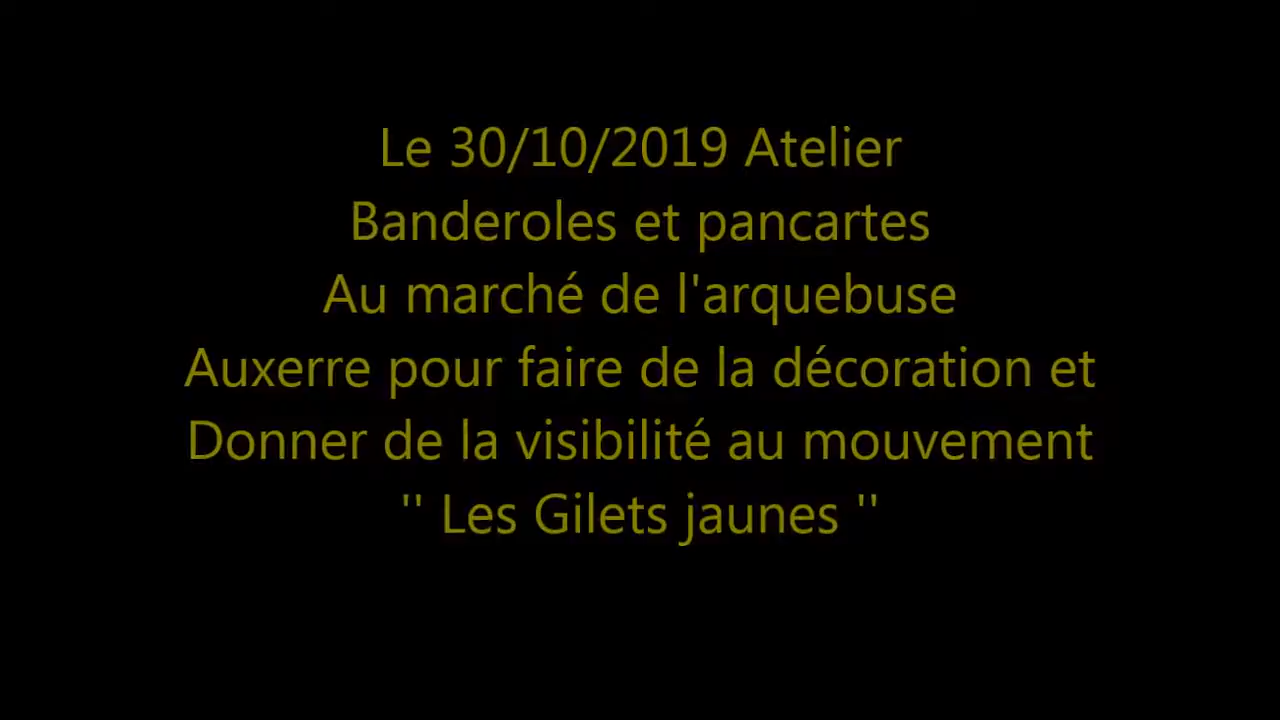 Le 30/10/2019 Atelier
Banderoles et pancartes
Au marché de l'arquebuse
Auxerre pour faire de la décoration et
Donner de la visibilité au mouvement
'' Les Gilets jaunes ''